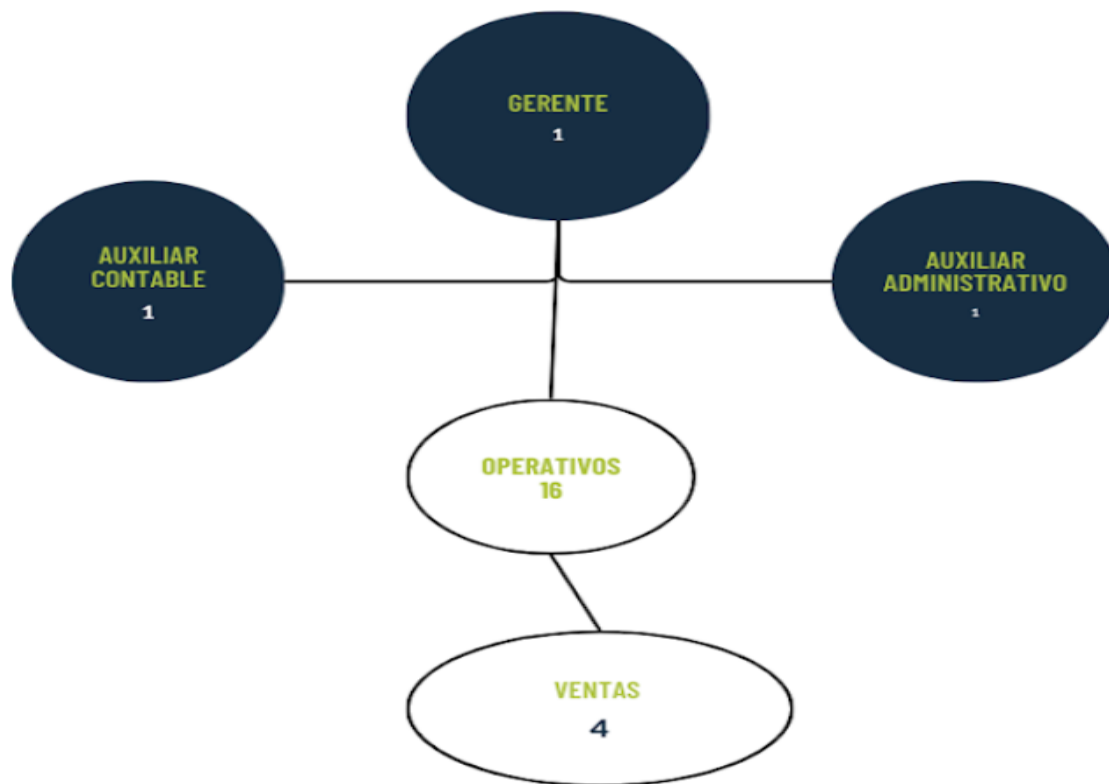 GERENTE
1
AUXILIAR
CONTABLE
1
AUXILIAR
ADMINISTRATIVO
1
OPERATIVOS
16
VENTAS
4